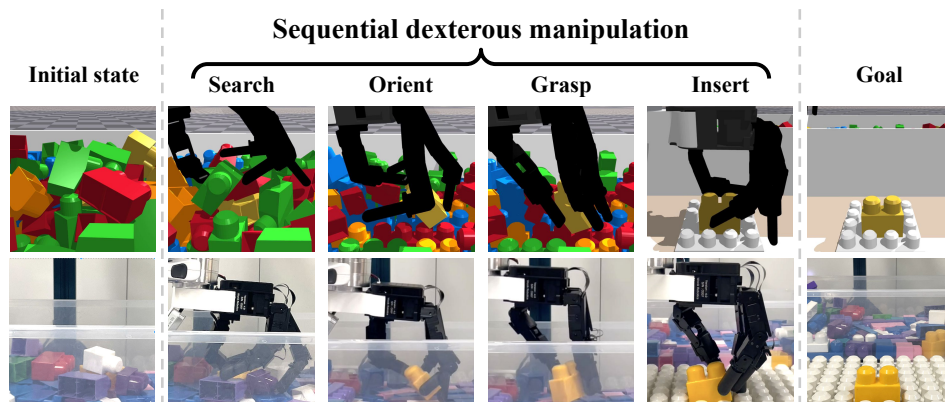 Sequential dexterous manipulation
Initial state
Search
Orient
Grasp
Insert
Goal